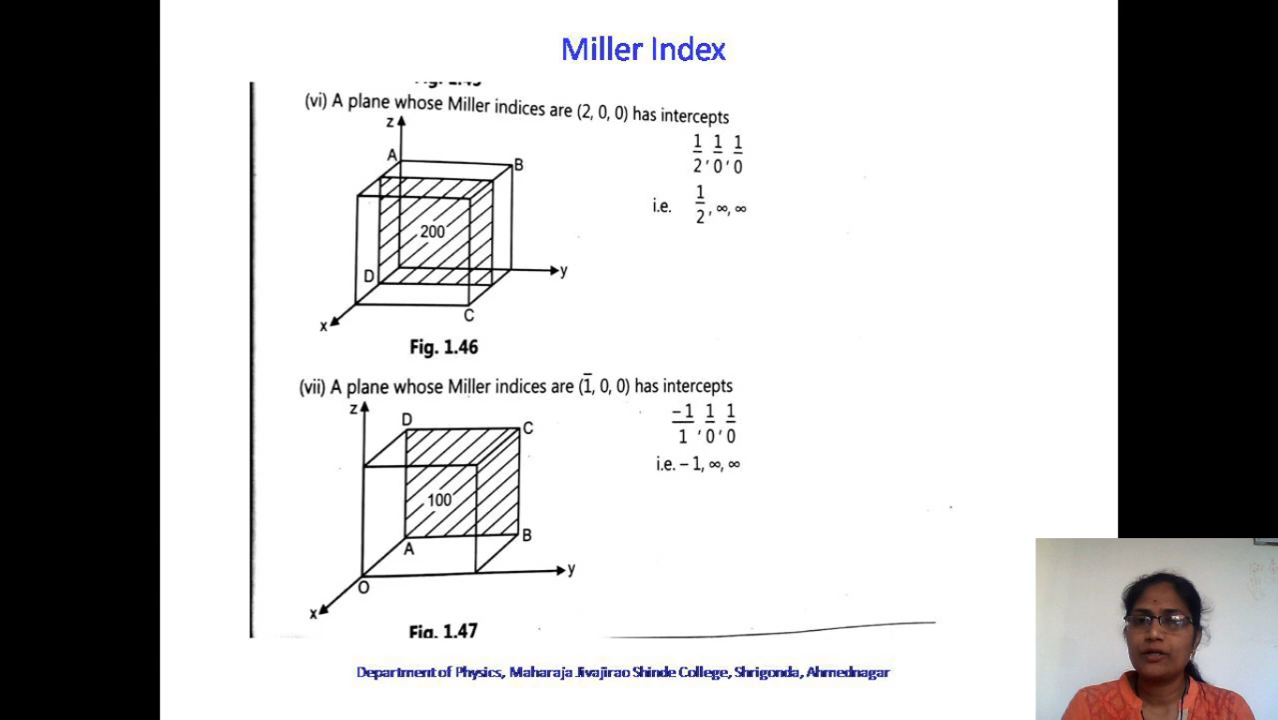 Miller Index
(vi) A plane whose Miller indices are (2, 0, 0) has intercepts
1/2, 1/0, 1/0
i.e. 1/2, ∞, ∞
z
A
B
200
D
y
x
C
Fig. 1.46
(vii) A plane whose Miller indices are (1̅, 0, 0) has intercepts
-1/1, 1/0, 1/0
i.e. – 1, ∞, ∞
z
D
C
100
A
B
O
y
x
Fig. 1.47
Department of Physics, Maharaja Jivajirao Shinde College, Shrigonda, Ahmednagar